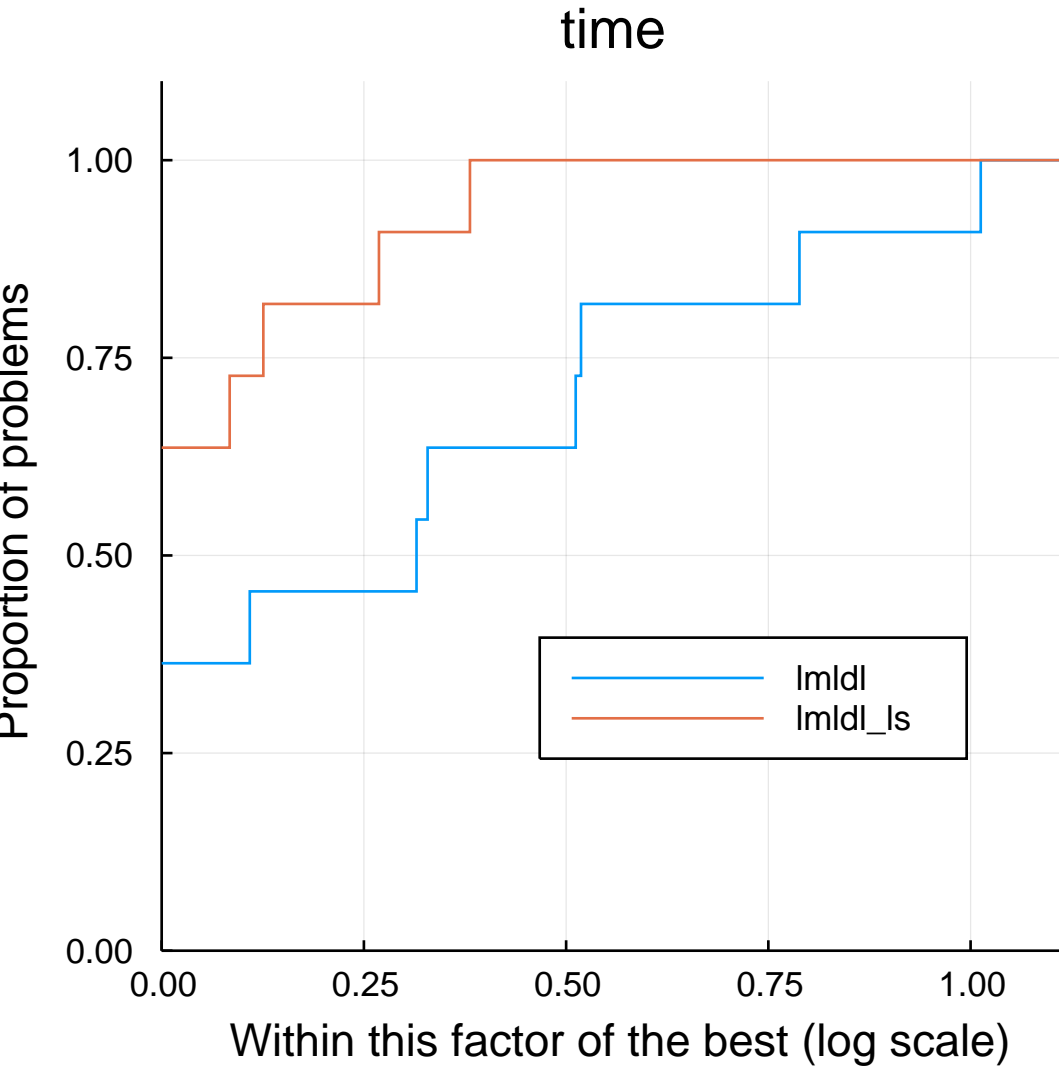 time
Proportion of problems
1.00
0.75
0.50
0.25
0.00
0.00 0.25 0.50 0.75 1.00
Within this factor of the best (log scale)
lmldl
lmldl_ls